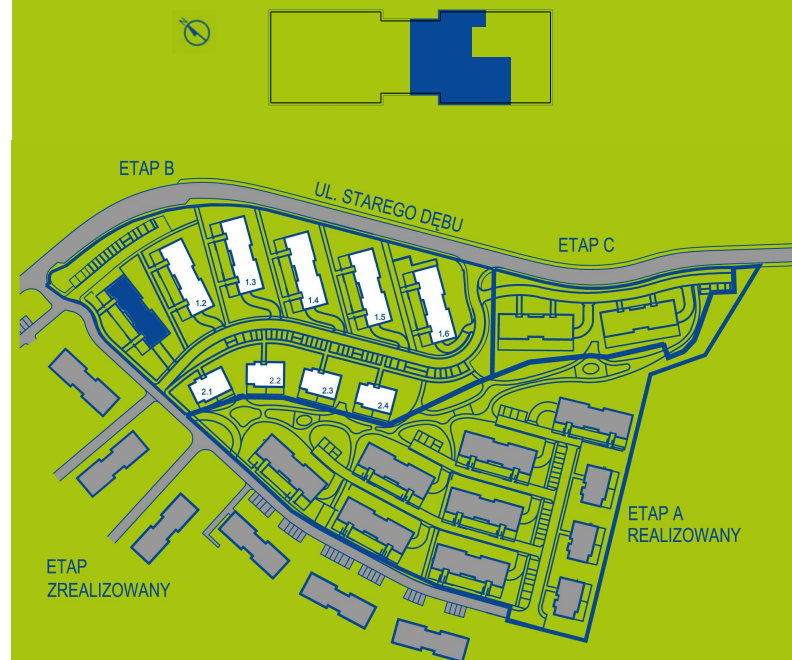 N
ETAP B
UL. STAREGO DĘBU
ETAP C
1.2
1.3
1.4
1.5
1.6
2.1
2.2
2.3
2.4
ETAP A
REALIZOWANY
ETAP
ZREALIZOWANY